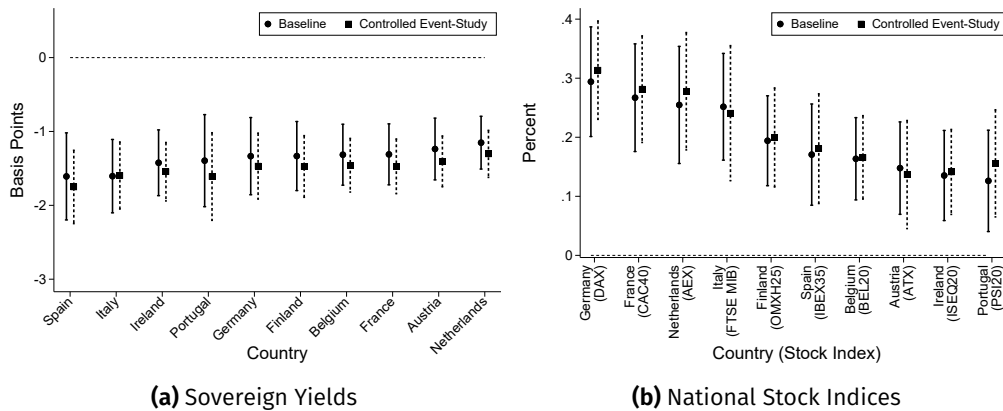 Baseline
Controlled Event-Study
0
-1
-2
-3
Basis Points
Spain
Italy
Ireland
Portugal
Germany
Finland
Belgium
France
Austria
Netherlands
Country
(a) Sovereign Yields
Baseline
Controlled Event-Study
.4
.3
.2
.1
0
Percent
Germany
(DAX)
France
(CAC40)
Netherlands
(AEX)
Italy
(FTSE MIB)
Finland
(OMXH25)
Spain
(IBEX35)
Belgium
(BEL20)
Austria
(ATX)
Ireland
(ISEQ20)
Portugal
(PSI20)
Country (Stock Index)
(b) National Stock Indices